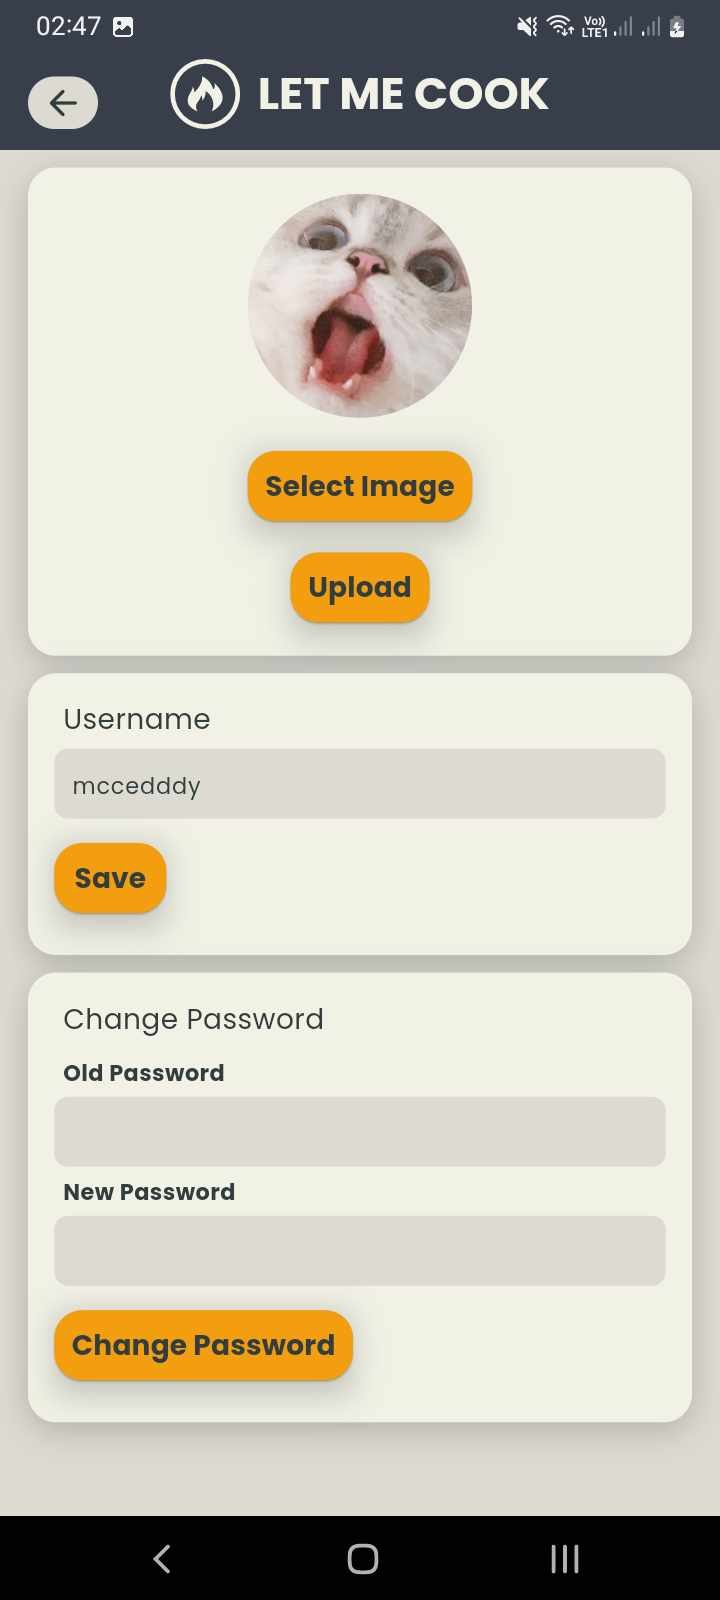 02:47
Vo))
LTE1
LET ME COOK
Select Image
Upload
Username
mccedddy
Save
Change Password
Old Password
New Password
Change Password